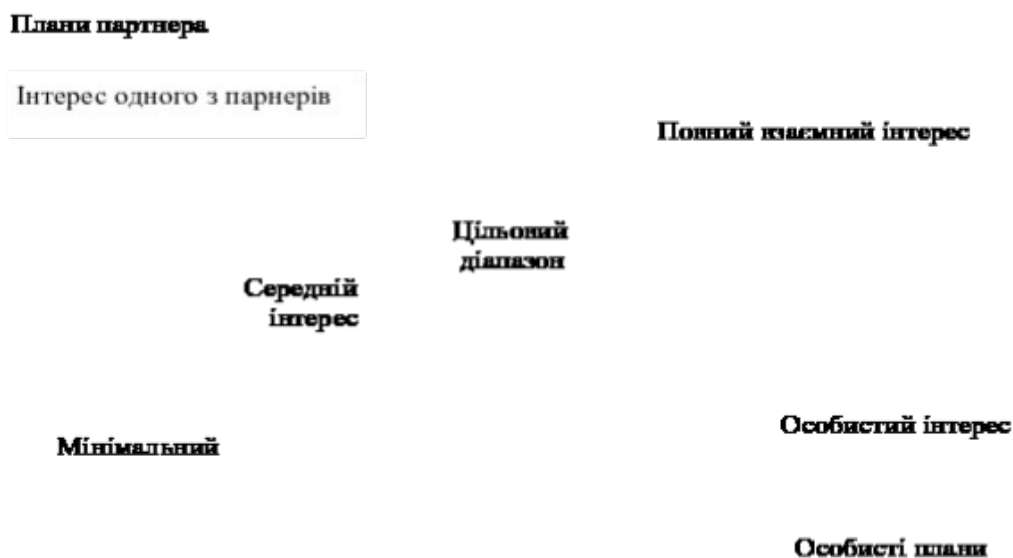 Плани партнера
Інтерес одного з парнерів
Повний взаємний інтерес
Цільовий
діапазон
Середній
інтерес
Особистий інтерес
Мінімальний
Особисті плани